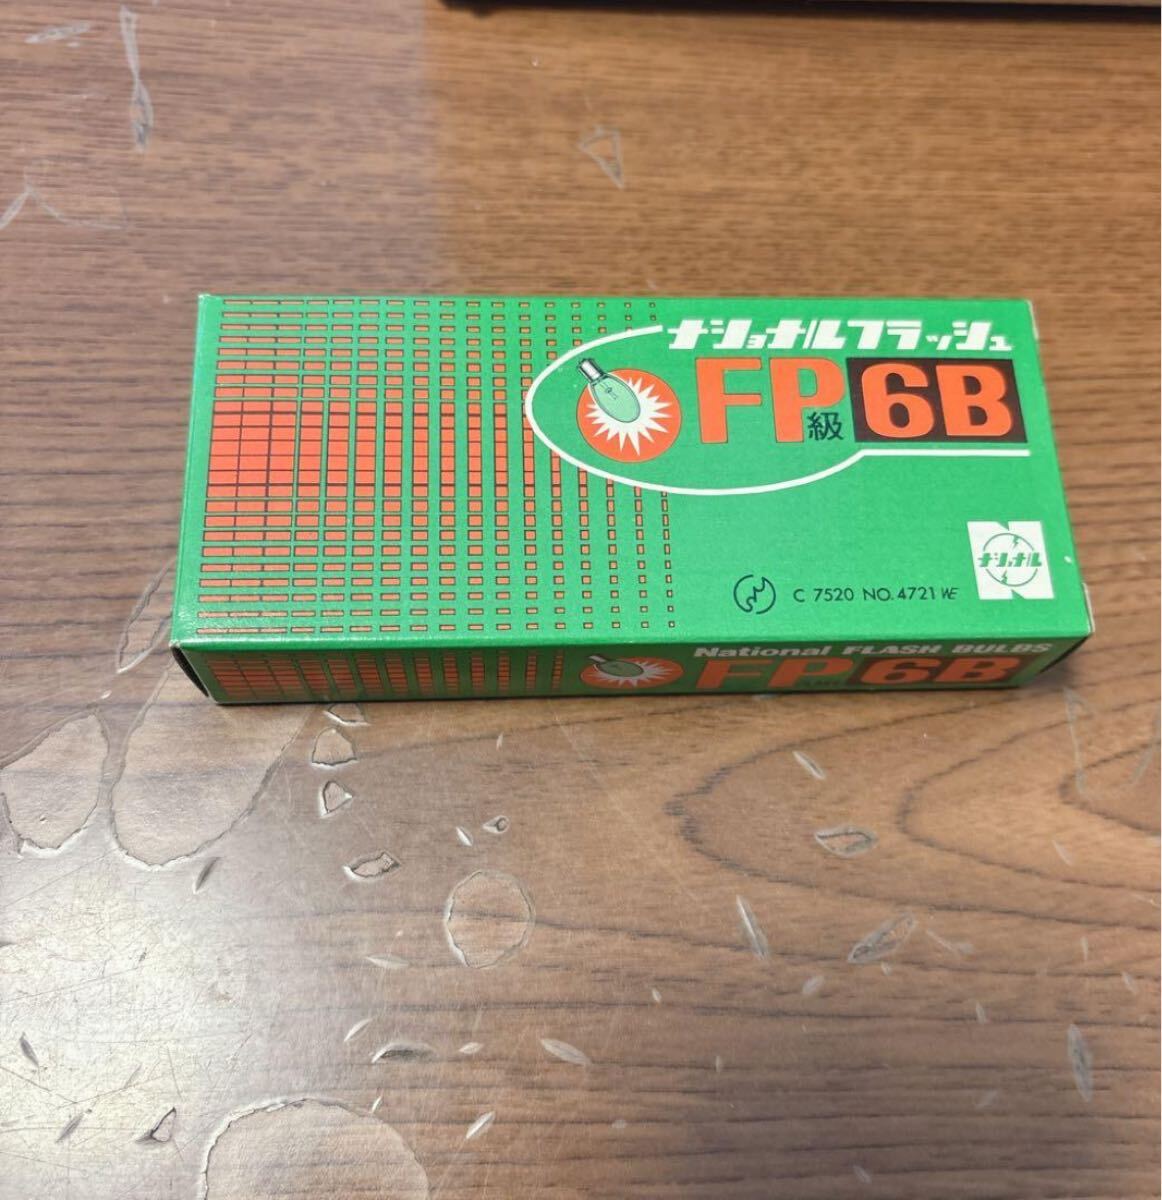 ナショナルフラッシュ
FP級6B
ナショナル
C 7520 NO.4721
National FLASH BULBS
FP 6B